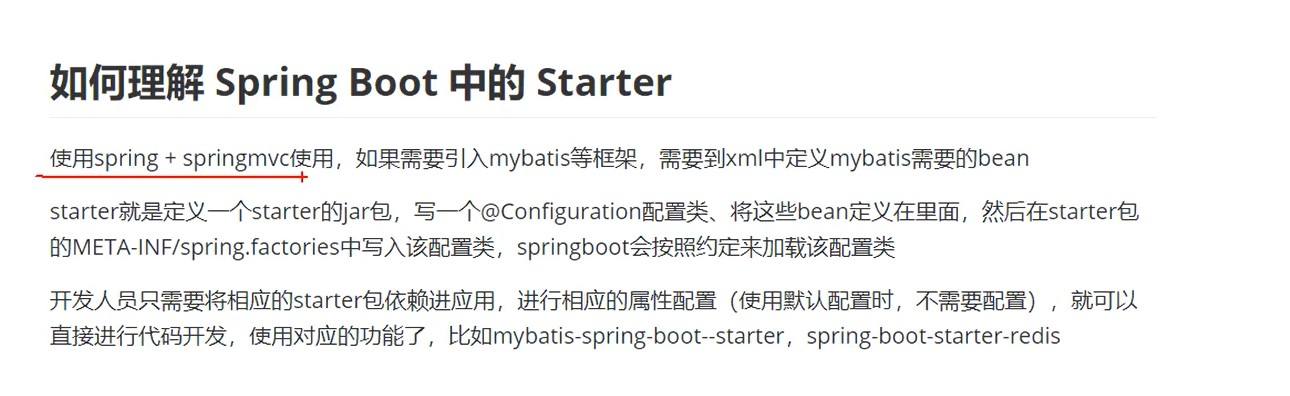 如何理解 Spring Boot 中的 Starter
使用spring + springmvc使用，如果需要引入mybatis等框架，需要到xml中定义mybatis需要的bean
starter就是定义一个starter的jar包，写一个@Configuration配置类、将这些bean定义在里面，然后在starter包
的META-INF/spring.factories中写入该配置类，springboot会按照约定来加载该配置类
开发人员只需要将相应的starter包依赖进应用，进行相应的属性配置（使用默认配置时，不需要配置），就可以
直接进行代码开发，使用对应的功能了，比如mybatis-spring-boot--starter，spring-boot-starter-redis